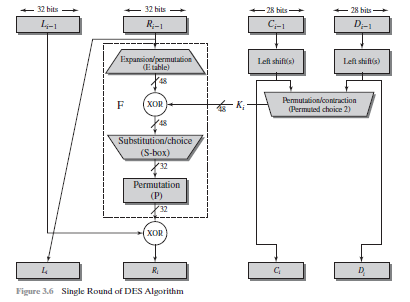 32 bits
32 bits
28 bits
28 bits
Li−1
Ri−1
Ci−1
Di−1
Expansion/permutation
(E table)
Left shift(s)
Left shift(s)
48
F
XOR
48
Ki
Permutation/contraction
(Permuted choice 2)
48
Substitution/choice
(S-box)
32
Permutation
(P)
32
XOR
Li
Ri
Ci
Di
Figure 3.6 Single Round of DES Algorithm